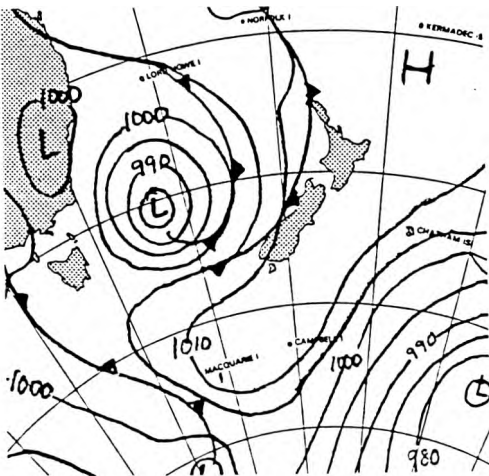 NORFOLK I
KERMADEC IS
H
LORD HOWE I
1000
L
1000
990
L
D
D CHATHAM IS
1010
CAMPBELL I
MACQUARIE I
1000
990
1000
L
980
L